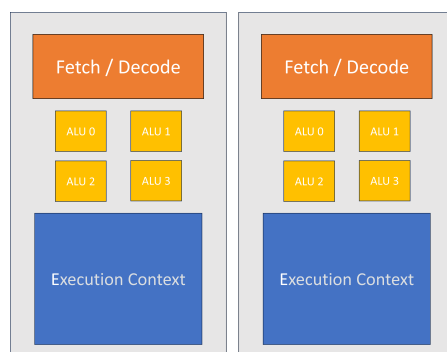 Fetch / Decode
ALU 0 ALU 1
ALU 2 ALU 3
Execution Context
Fetch / Decode
ALU 0 ALU 1
ALU 2 ALU 3
Execution Context